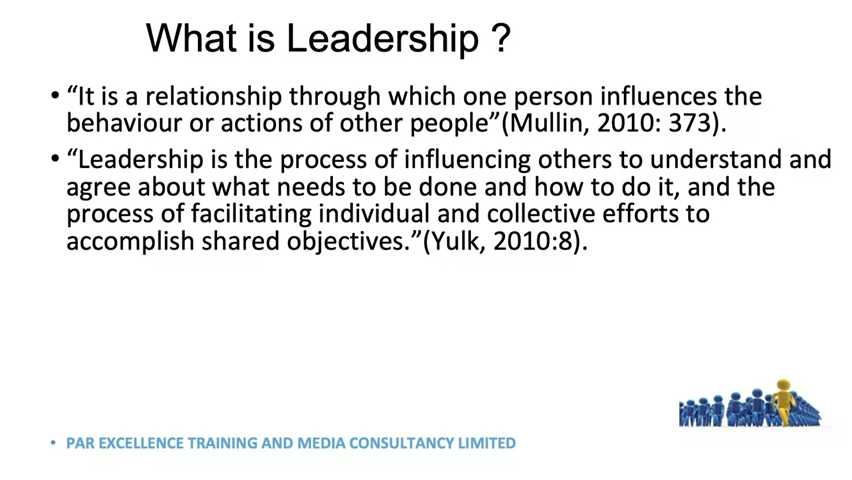 What is Leadership ?
• “It is a relationship through which one person influences the
behaviour or actions of other people”(Mullin, 2010: 373).
• “Leadership is the process of influencing others to understand and
agree about what needs to be done and how to do it, and the
process of facilitating individual and collective efforts to
accomplish shared objectives.”(Yulk, 2010:8).
• PAR EXCELLENCE TRAINING AND MEDIA CONSULTANCY LIMITED